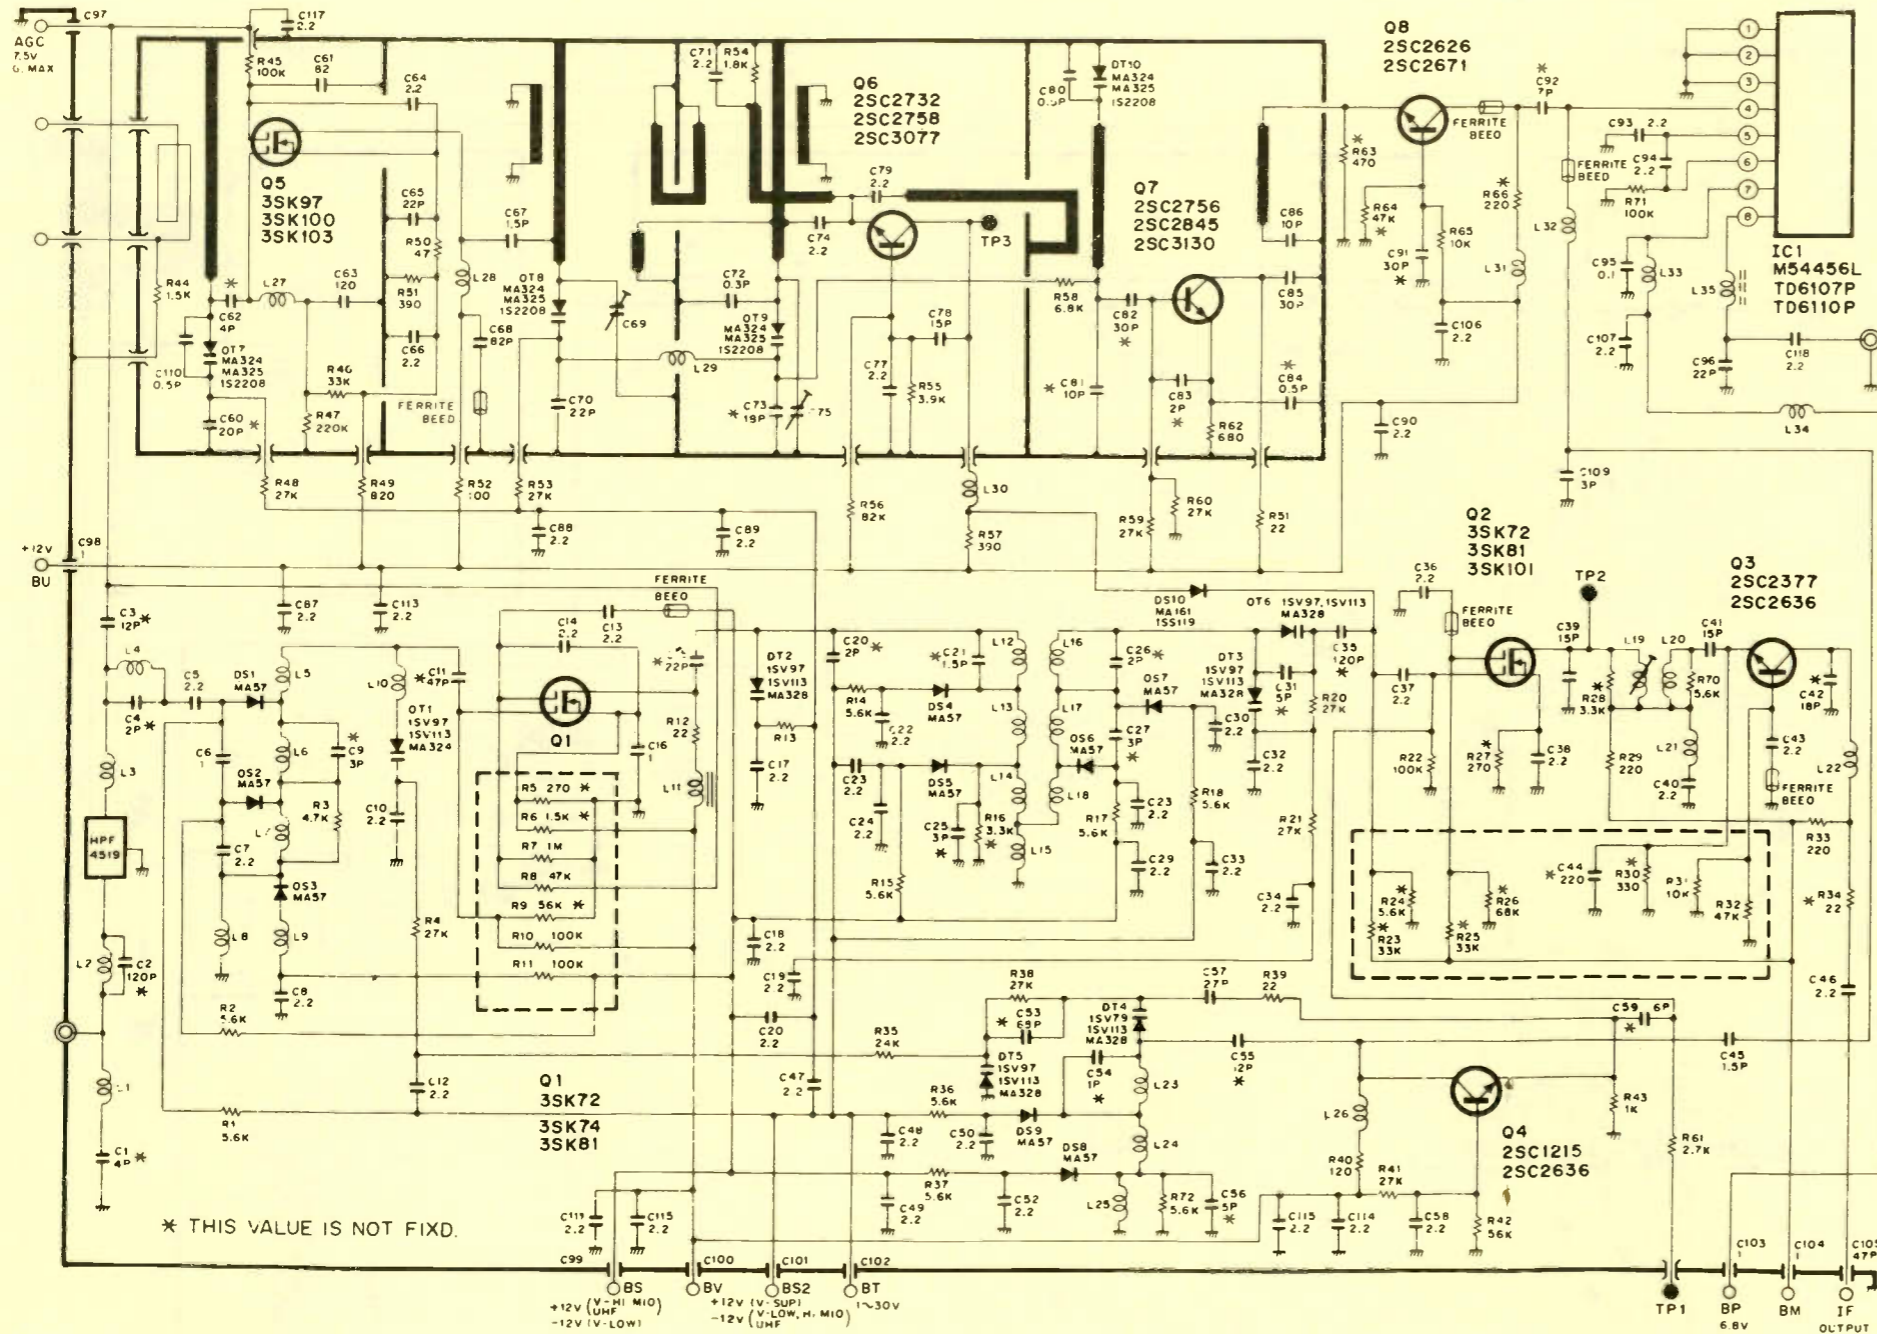 C97
AGC
7.5V
G. MAX
C117
2.2
R45
100K
C61
82
C64
2.2
Q5
3SK97
3SK100
3SK103
C65
22P
R50
47
R44
1.5K
C62
4P
*
L27
C63
120
R51
390
C66
2.2
C110
0.5P
OT7
MA324
MA325
1S2208
R46
33K
R47
220K
C60
20P
*
L28
C67
1.5P
C68
82P
FERRITE
BEED
OT8
MA324
MA325
1S2208
C69
C70
22P
L29
C71
2.2
R54
1.8K
Q6
2SC2732
2SC2758
2SC3077
C72
0.3P
OT9
MA324
MA325
1S2208
* C73
19P
C74
2.2
C79
2.2
TP3
C78
15P
C77
2.2
R55
3.9K
C80
0.5P
DT10
MA324
MA325
1S2208
Q7
2SC2756
2SC2845
2SC3130
R58
6.8K
C82
30P
*
* C81
10P
C83
2P
*
R62
680
C86
10P
C85
30P
* C84
0.5P
Q8
2SC2626
2SC2671
*
R63
470
R64
47K
*
C91
30P
*
R65
10K
C106
2.2
FERRITE
BEEO
*
C92
7P
*
R66
220
L31
L32
FERRITE
BEED
C90
2.2
C93 2.2
C94
2.2
R71
100K
1
2
3
4
5
6
7
8
IC1
M54456L
TD6107P
TD6110P
C95
0.1
L33
L35
C107
2.2
C96
22P
C118
2.2
L34
C109
3P
R48
27K
R49
820
R52
100
R53
27K
C88
2.2
C89
2.2
R56
82K
L30
R57
390
R59
27K
R60
27K
R51
22
+12V
BU
C98
1
C3
12P
*
L4
C4
2P
*
C5
2.2
C87
2.2
C113
2.2
DS1
MA57
L5
L10
C6
1
L6
C9
3P
*
OS2
MA57
R3
4.7K
L3
HPF
4519
C7
2.2
OS3
MA57
L8
L9
C8
2.2
L2
C2
120P
*
L1
C1
4P
*
R2
5.6K
R1
5.6K
OT1
1SV97
1SV113
MA324
C10
2.2
R4
27K
C12
2.2
* C11
47P
C14
2.2
C13
2.2
FERRITE
BEEO
Q1
C16
1
R12
22
L11
*
22P
R5 270 *
R6 1.5K *
R7 1M
R8 47K
R9 56K *
R10 100K
R11 100K
Q1
3SK72
3SK74
3SK81
DT2
1SV97
1SV113
MA328
R13
C17
2.2
C18
2.2
C19
2.2
C20
2.2
C47
2.2
C20
2P
*
R14
5.6K
C22
2.2
C23
2.2
C24
2.2
R15
5.6K
DS4
MA57
DS5
MA57
* C21
1.5P
L12
L13
L14
L15
C25
3P
*
R16
3.3K
*
L16
L17
L18
C26
2P
*
OS7
MA57
OS6
MA57
C27
3P
*
R17
5.6K
C23
2.2
C29
2.2
C30
2.2
R18
5.6K
C33
2.2
DT3
1SV97
1SV113
MA328
C31
5P
*
C32
2.2
R20
27K
R21
27K
C34
2.2
DS10
MA161
1SS119
OT6
1SV97, 1SV113
MA328
C35
120P
*
C37
2.2
R22
100K
C36
2.2
FERRITE
BEEO
Q2
3SK72
3SK81
3SK101
TP2
*
R27
270
C38
2.2
C39
15P
*
R28
3.3K
L19
L20
C41
15P
R70
5.6K
R29
220
L21
C40
2.2
Q3
2SC2377
2SC2636
* C42
18P
C43
2.2
FERRITE
BEEO
L22
R33
220
*
R34
22
C46
2.2
*
R24
5.6K
*
R23
33K
*
R26
68K
*
R25
33K
* C44
220
*
R30
330
10K
R32
47K
R35
24K
R38
27K
* C53
69P
DT5
1SV97
1SV113
MA328
DT4
1SV79
1SV113
MA328
C54
1P
*
C57
27P
R39
22
C55
12P
*
L23
L24
L25
R36
5.6K
C48
2.2
C50
2.2
DS9
MA57
DS8
MA57
R37
5.6K
C49
2.2
C52
2.2
R72
5.6K
C56
5P
*
L26
R40
120
R41
27K
C115
2.2
C114
2.2
C58
2.2
R42
56K
Q4
2SC1215
2SC2636
C59 6P
*
R43
1K
R61
2.7K
C45
1.5P
* THIS VALUE IS NOT FIXD.
2.2
C115
2.2
C99
BS
+12V (V-HI MID)
UHF
-12V (V-LOW)
C100
BV
C101
BS2
+12V (V-SUP)
-12V (V-LOW, H, MID)
UHF
C102
BT
1~30V
TP1
C103
1
BP
6.8V
C104
1
BM
C105
47P
IF
OUTPUT